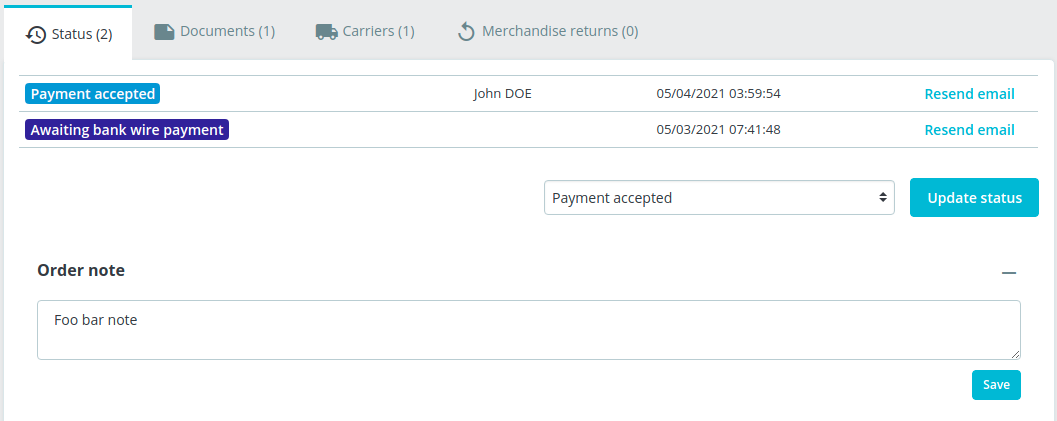 Status (2) Documents (1) Carriers (1) Merchandise returns (0)
Payment accepted John DOE 05/04/2021 03:59:54 Resend email
Awaiting bank wire payment 05/03/2021 07:41:48 Resend email
Payment accepted Update status
Order note
Foo bar note
Save